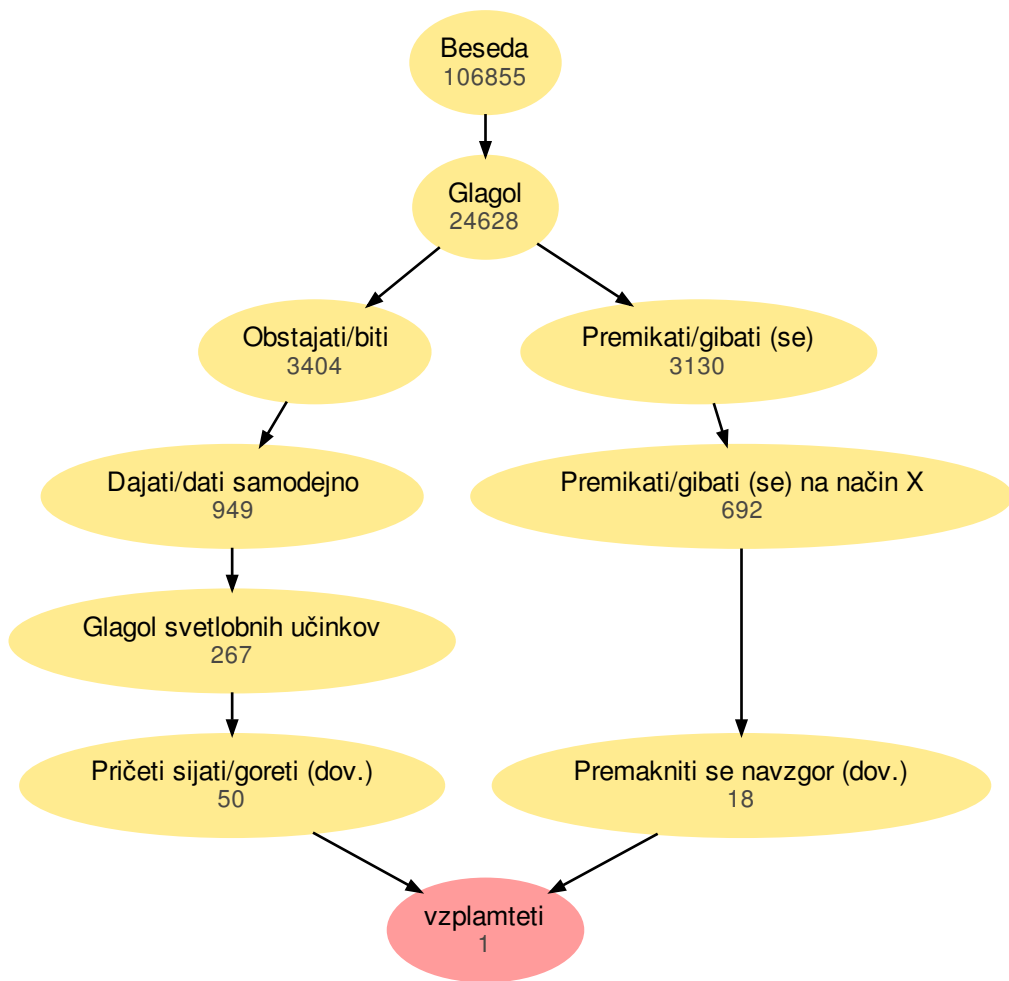 Beseda
106855
Glagol
24628
Obstajati/biti
3404
Premikati/gibati (se)
3130
Dajati/dati samodejno
949
Premikati/gibati (se) na način X
692
Glagol svetlobnih učinkov
267
Pričeti sijati/goreti (dov.)
50
Premakniti se navzgor (dov.)
18
vzplamteti
1